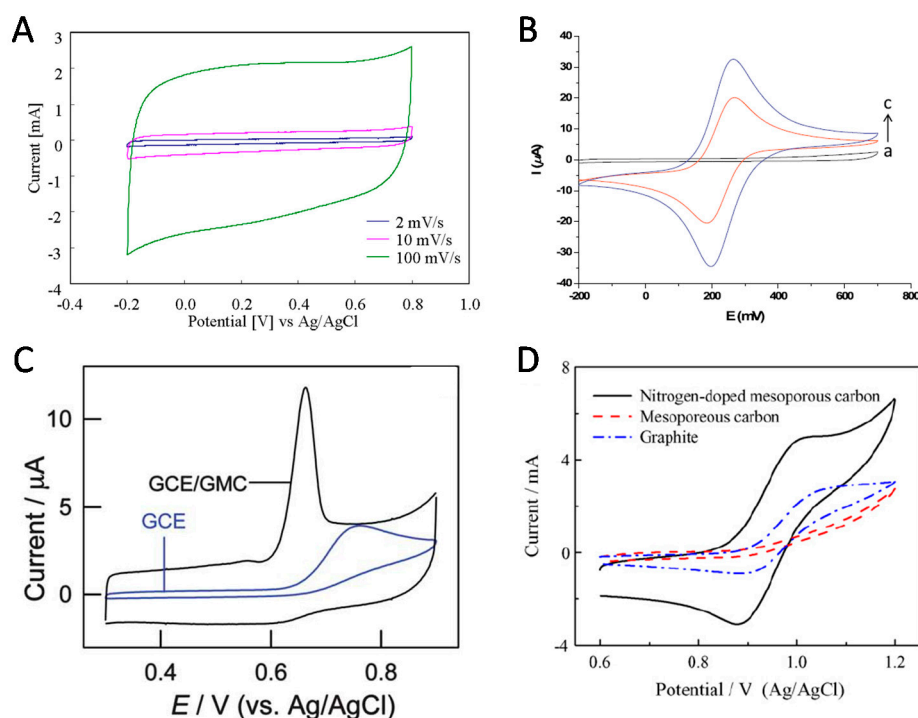 A
3
2
1
0
-1
-2
-3
-4
Current [mA]
2 mV/s
10 mV/s
100 mV/s
-0.4 -0.2 0.0 0.2 0.4 0.6 0.8 1.0
Potential [V] vs Ag/AgCl
B
40
30
20
10
0
-10
-20
-30
-40
I (μA)
c
a
-200 0 200 400 600 800
E (mV)
C
10
5
0
Current / μA
GCE/GMC
GCE
0.4 0.6 0.8
E / V (vs. Ag/AgCl)
D
8
4
0
-4
Current / mA
Nitrogen-doped mesoporous carbon
Mesoporeous carbon
Graphite
0.6 0.8 1.0 1.2
Potential / V (Ag/AgCl)